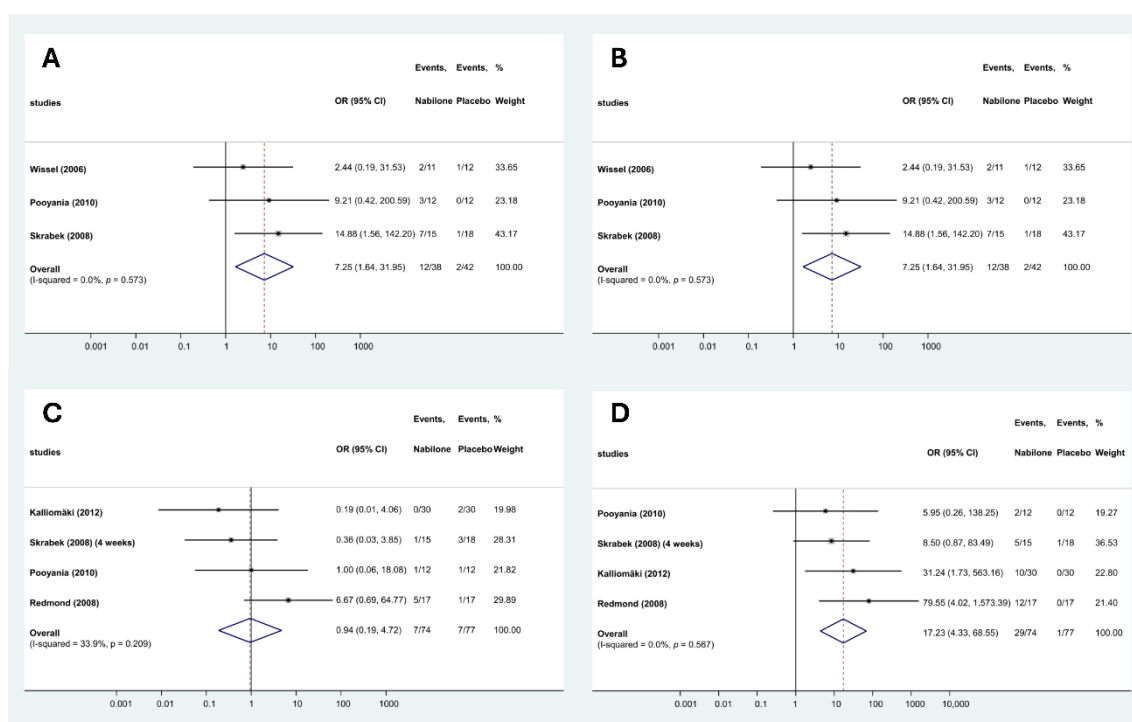 A
Events, Events, %
studies OR (95% CI) Nabilone Placebo Weight
Wissel (2006) 2.44 (0.19, 31.53) 2/11 1/12 33.65
Pooyania (2010) 9.21 (0.42, 200.59) 3/12 0/12 23.18
Skrabek (2008) 14.88 (1.56, 142.20) 7/15 1/18 43.17
Overall 7.25 (1.64, 31.95) 12/38 2/42 100.00
(I-squared = 0.0%, p = 0.573)
0.001 0.01 0.1 1 10 100 1000
B
Events, Events, %
studies OR (95% CI) Nabilone Placebo Weight
Wissel (2006) 2.44 (0.19, 31.53) 2/11 1/12 33.65
Pooyania (2010) 9.21 (0.42, 200.59) 3/12 0/12 23.18
Skrabek (2008) 14.88 (1.56, 142.20) 7/15 1/18 43.17
Overall 7.25 (1.64, 31.95) 12/38 2/42 100.00
(I-squared = 0.0%, p = 0.573)
0.001 0.01 0.1 1 10 100 1000
C
Events, Events, %
studies OR (95% CI) Nabilone Placebo Weight
Kalliomäki (2012) 0.19 (0.01, 4.06) 0/30 2/30 19.98
Skrabek (2008) (4 weeks) 0.36 (0.03, 3.85) 1/15 3/18 28.31
Pooyania (2010) 1.00 (0.06, 18.08) 1/12 1/12 21.82
Redmond (2008) 6.67 (0.69, 64.77) 5/17 1/17 29.89
Overall 0.94 (0.19, 4.72) 7/74 7/77 100.00
(I-squared = 33.9%, p = 0.209)
0.001 0.01 0.1 1 10 100 1000
D
Events, Events, %
studies OR (95% CI) Nabilone Placebo Weight
Pooyania (2010) 5.95 (0.26, 138.25) 2/12 0/12 19.27
Skrabek (2008) (4 weeks) 8.50 (0.87, 83.49) 5/15 1/18 36.53
Kalliomäki (2012) 31.24 (1.73, 563.16) 10/30 0/30 22.80
Redmond (2008) 79.55 (4.02, 1,573.39) 12/17 0/17 21.40
Overall 17.23 (4.33, 68.55) 29/74 1/77 100.00
(I-squared = 0.0%, p = 0.567)
0.001 0.01 0.1 1 10 100 1000 10,000